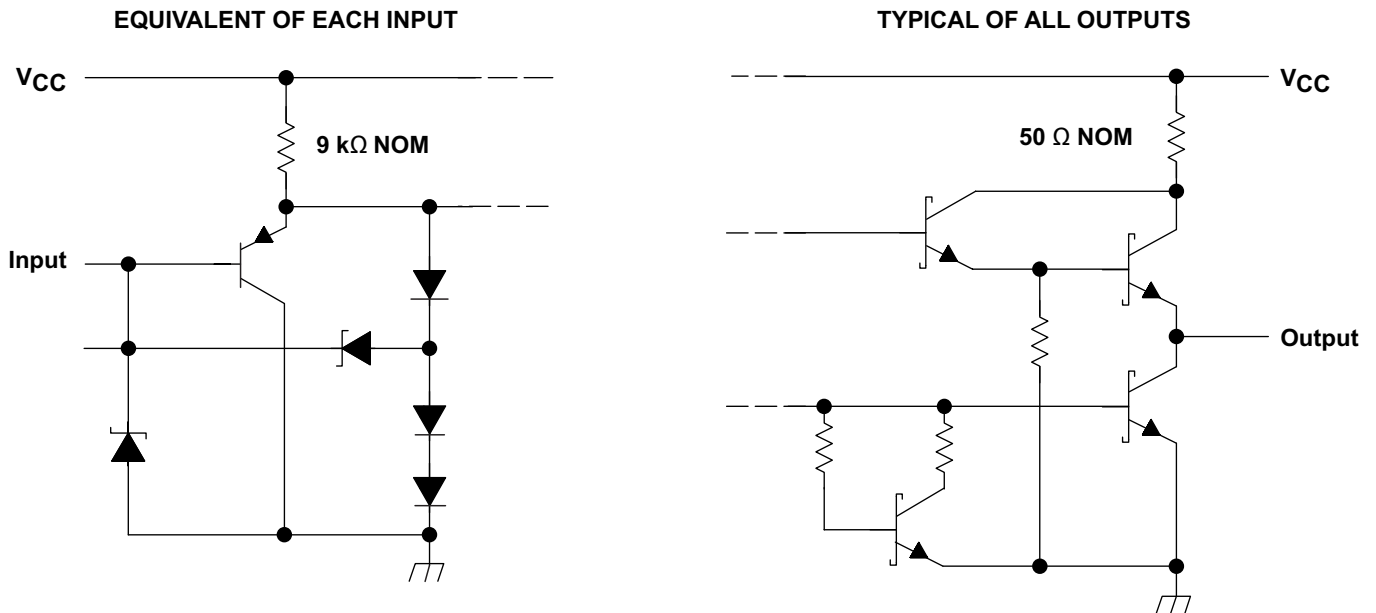 EQUIVALENT OF EACH INPUT
VCC
9 kΩ NOM
Input
TYPICAL OF ALL OUTPUTS
VCC
50 Ω NOM
Output